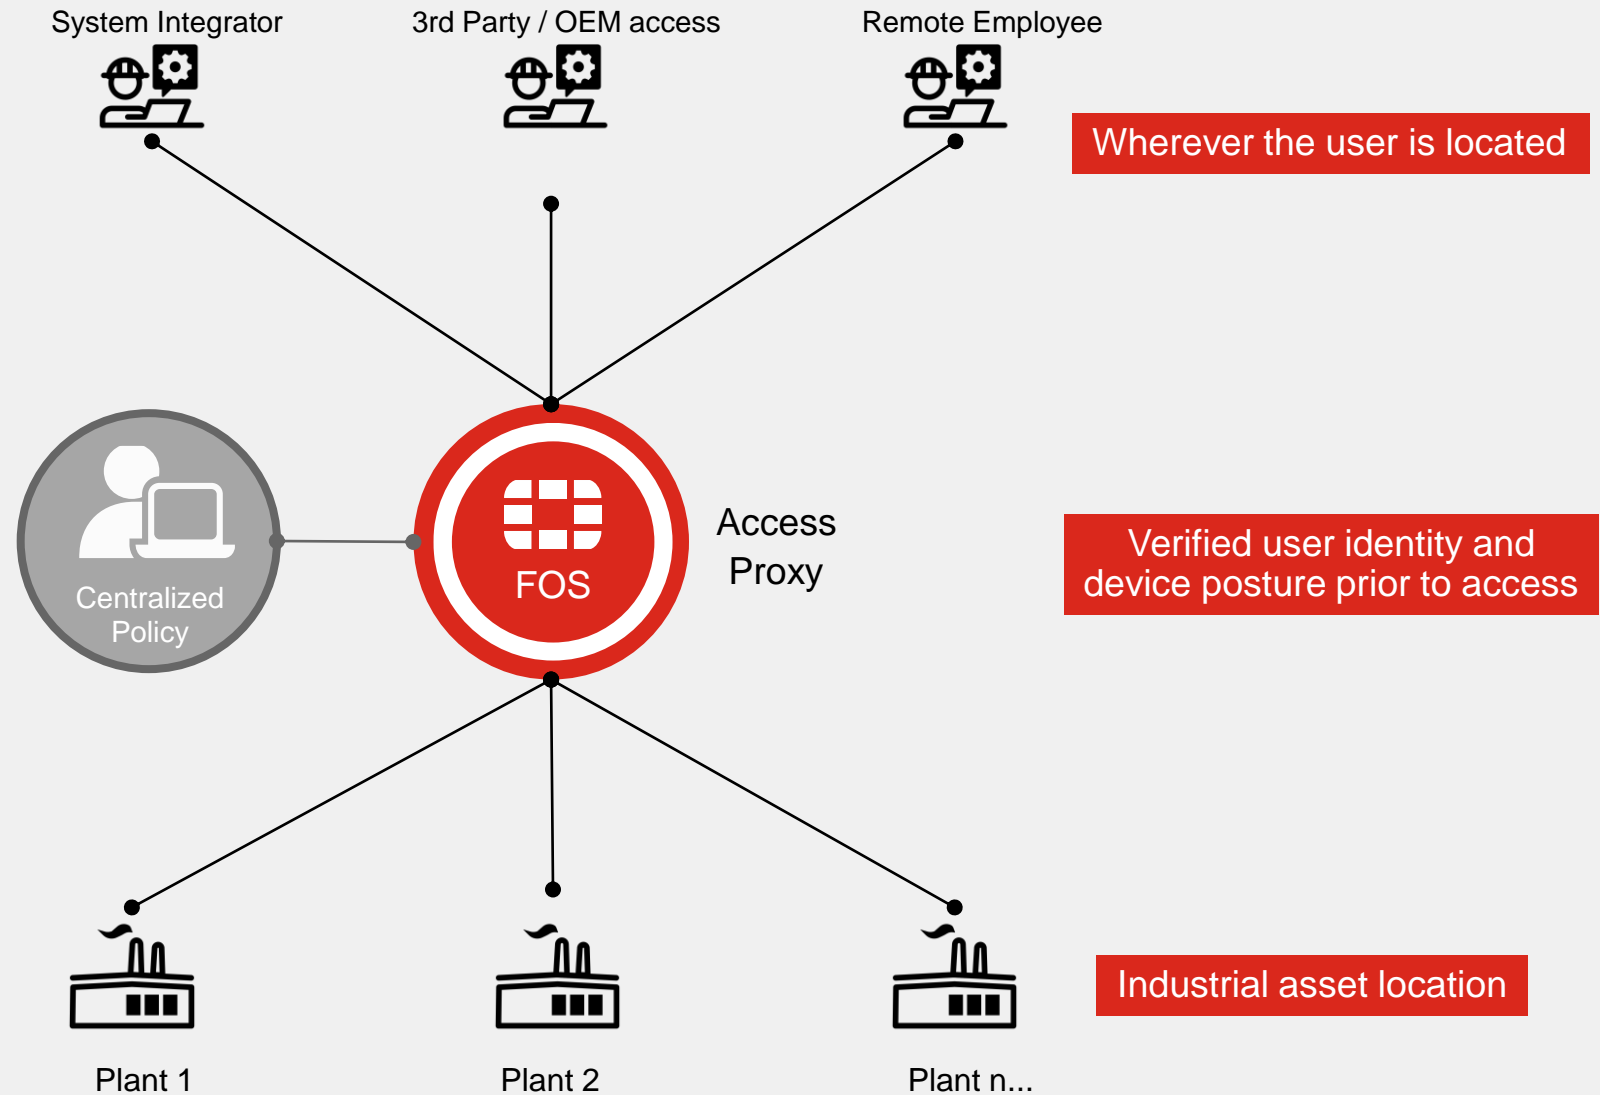 System Integrator
3rd Party / OEM access
Remote Employee
Wherever the user is located
Centralized
Policy
FOS
Access
Proxy
Verified user identity and
device posture prior to access
Industrial asset location
Plant 1
Plant 2
Plant n...